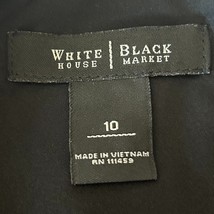 WHITE | BLACK
HOUSE | MARKET
10
MADE IN VIETNAM
RN 111459